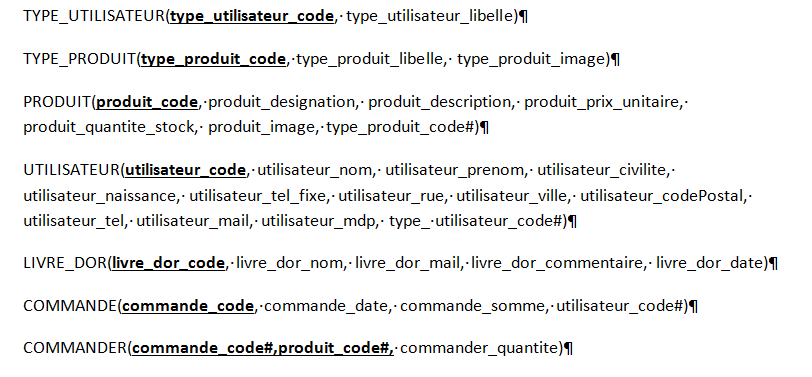 TYPE_UTILISATEUR(type_utilisateur_code, type_utilisateur_libelle)¶
TYPE_PRODUIT(type_produit_code, type_produit_libelle, type_produit_image)¶
PRODUIT(produit_code, produit_designation, produit_description, produit_prix_unitaire,
produit_quantite_stock, produit_image, type_produit_code#)¶
UTILISATEUR(utilisateur_code, utilisateur_nom, utilisateur_prenom, utilisateur_civilite,
utilisateur_naissance, utilisateur_tel_fixe, utilisateur_rue, utilisateur_ville, utilisateur_codePostal,
utilisateur_tel, utilisateur_mail, utilisateur_mdp, type_ utilisateur_code#)¶
LIVRE_DOR(livre_dor_code, livre_dor_nom, livre_dor_mail, livre_dor_commentaire, livre_dor_date)¶
COMMANDE(commande_code, commande_date, commande_somme, utilisateur_code#)¶
COMMANDER(commande_code#,produit_code#, commander_quantite)¶